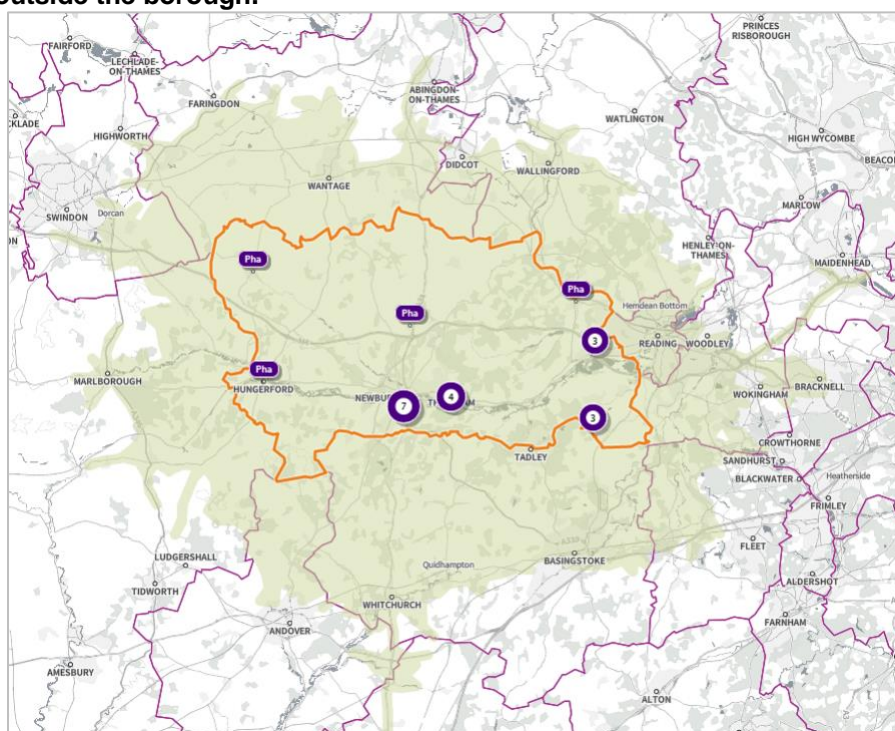 outside the borough.
PRINCES
RISBOROUGH
FAIRFORD
LECHLADE-
ON-THAMES
ABINGDON-
ON-THAMES
FARINGDON
WATLINGTON
HIGHWORTH
HIGH WYCOMBE
DIDCOT
WALLINGFORD
WANTAGE
MARLOW
SWINDON
Dorcan
HENLEY-ON-
THAMES
Pha
MAIDENHEAD
Pha
Hemdean Bottom
Pha
3
READING
WOODLEY
Pha
MARLBOROUGH
HUNGERFORD
BRACKNELL
WOKINGHAM
7
4
3
CROWTHORNE
TADLEY
SANDHURST
BLACKWATER
Heatherside
FRIMLEY
FLEET
LUDGERSHALL
Quidhampton
BASINGSTOKE
TIDWORTH
ALDERSHOT
WHITCHURCH
FARNHAM
ANDOVER
AMESBURY
ALTON